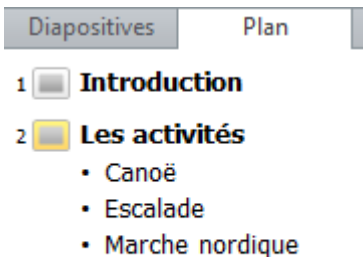 Diapositives Plan
1 Introduction
2 Les activités
• Canoë
• Escalade
• Marche nordique